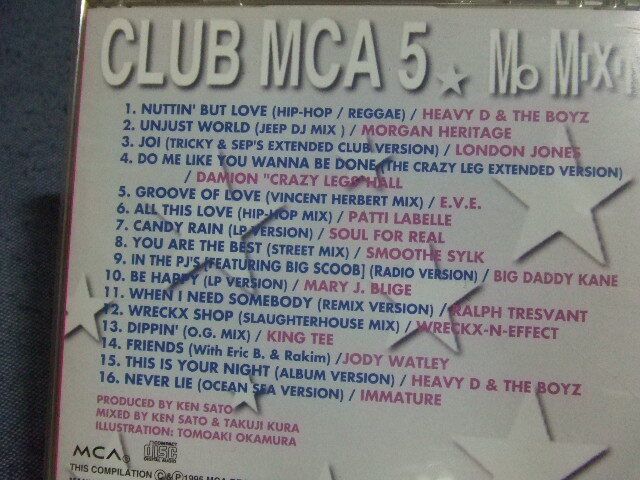 CLUB MCA 5. Mo Mixi
1. NUTTIN' BUT LOVE (HIP-HOP / REGGAE) / HEAVY D & THE BOYZ
2. UNJUST WORLD (JEEP DJ MIX ) / MORGAN HERITAGE
3. JOI (TRICKY & SEP'S EXTENDED CLUB VERSION) / LONDON JONES
4. DO ME LIKE YOU WANNA BE DONE (THE CRAZY LEG EXTENDED VERSION)
/ DAMION "CRAZY LEGS" HALL
5. GROOVE OF LOVE (VINCENT HERBERT MIX) / E.V.E.
6. ALL THIS LOVE (HIP-HOP MIX) / PATTI LABELLE
7. CANDY RAIN (LP VERSION) / SOUL FOR REAL
8. YOU ARE THE BEST (STREET MIX) / SMOOTHE SYLK
9. IN THE PJ'S [FEATURING BIG SCOOB] (RADIO VERSION) / BIG DADDY KANE
10. BE HAPPY (LP VERSION) / MARY J. BLIGE
11. WHEN I NEED SOMEBODY (REMIX VERSION) / RALPH TRESVANT
12. WRECKX SHOP (SLAUGHTERHOUSE MIX) / WRECKX-N-EFFECT
13. DIPPIN' (O.G. MIX) / KING TEE
14. FRIENDS (With Eric B. & Rakim) /JODY WATLEY
15. THIS IS YOUR NIGHT (ALBUM VERSION) / HEAVY D & THE BOYZ
16. NEVER LIE (OCEAN SEA VERSION) / IMMATURE
PRODUCED BY KEN SATO
MIXED BY KEN SATO & TAKUJI KURA
ILLUSTRATION: TOMOAKI OKAMURA
MCA COMPACT disc DIGITAL AUDIO
THIS COMPILATION ©&℗1995 MCA